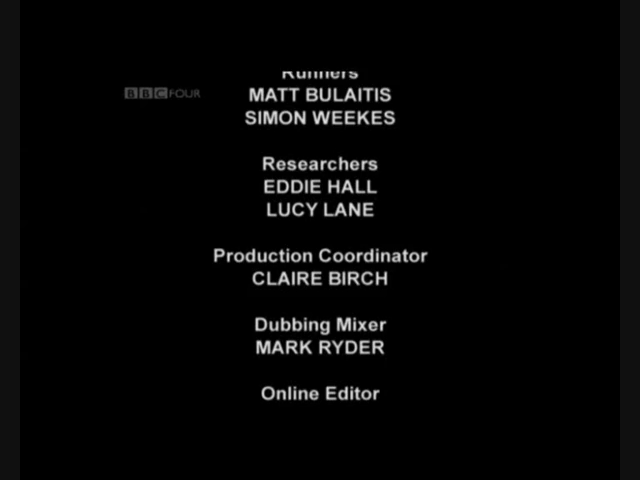 Runners
BBC FOUR
MATT BULAITIS
SIMON WEEKES
Researchers
EDDIE HALL
LUCY LANE
Production Coordinator
CLAIRE BIRCH
Dubbing Mixer
MARK RYDER
Online Editor